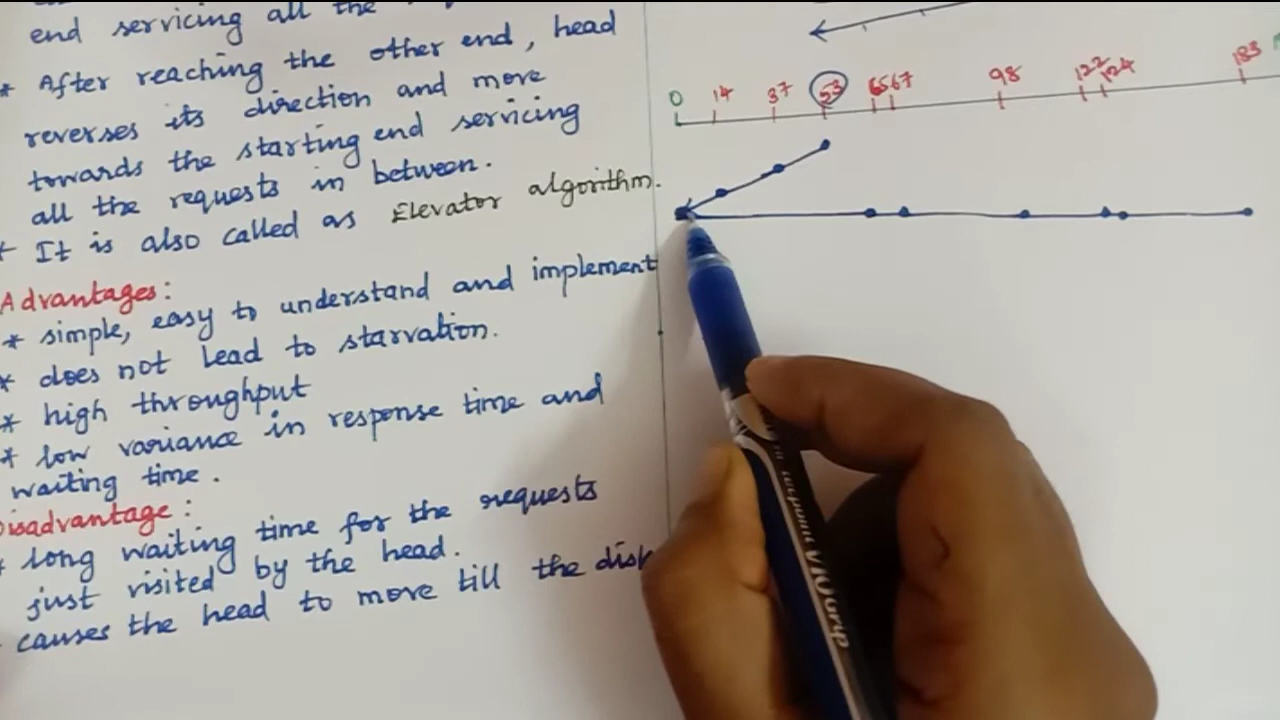 end servicing all the
* After reaching the other end, head
reverses its direction and move
towards the starting end servicing
all the requests in between.
* It is also called as Elevator algorithm.
Advantages:
* simple, easy to understand and implement
* does not lead to starvation.
* high throughput
* low variance in response time and
waiting time.
Disadvantage:
* long waiting time for the requests
just visited by the head.
causes the head to move till the disk
0 14 37 53 65 67 98 122 124 183
V10 Grip